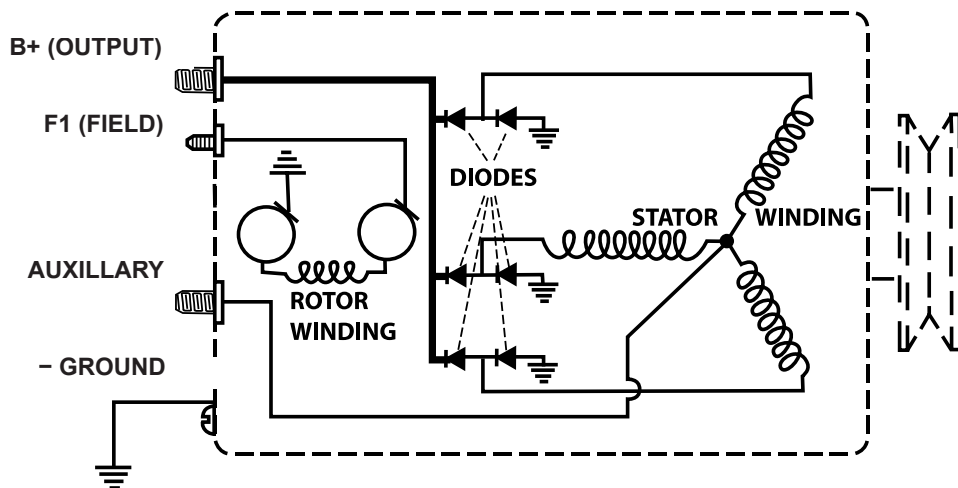 B+ (OUTPUT)
F1 (FIELD)
DIODES
STATOR WINDING
AUXILLARY
ROTOR
WINDING
− GROUND